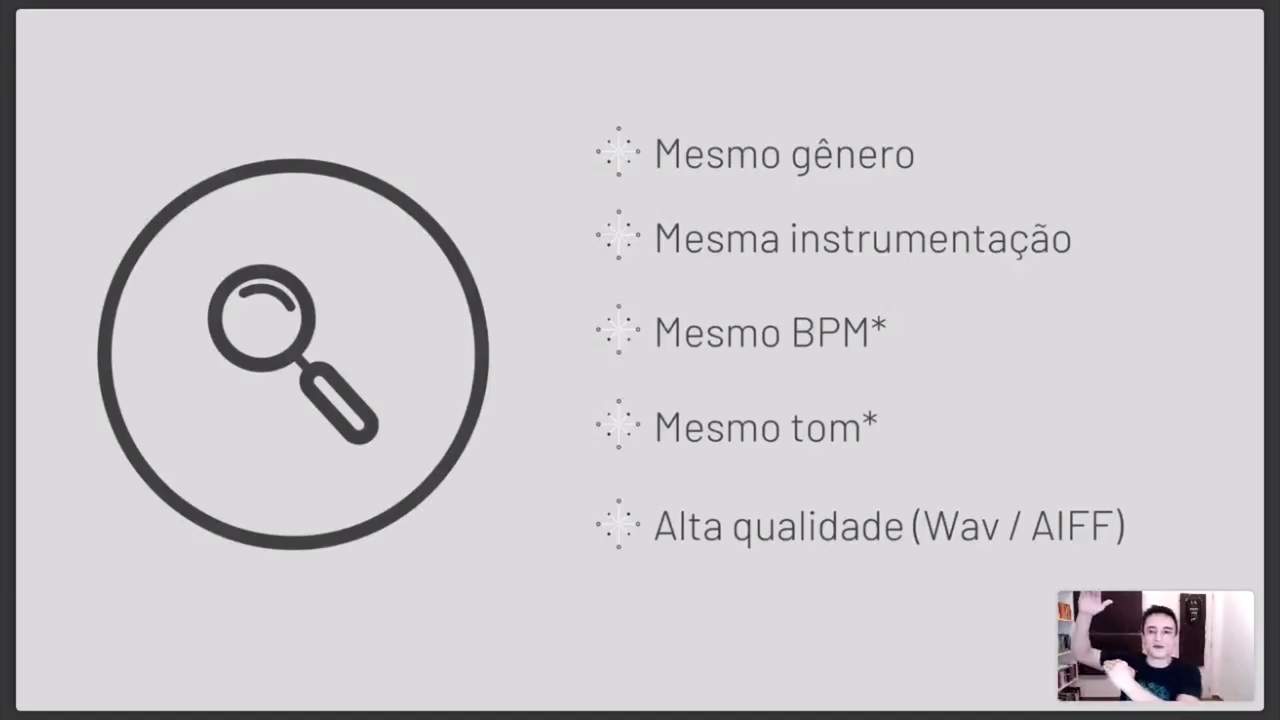 Mesmo gênero
Mesma instrumentação
Mesmo BPM*
Mesmo tom*
Alta qualidade (Wav / AIFF)